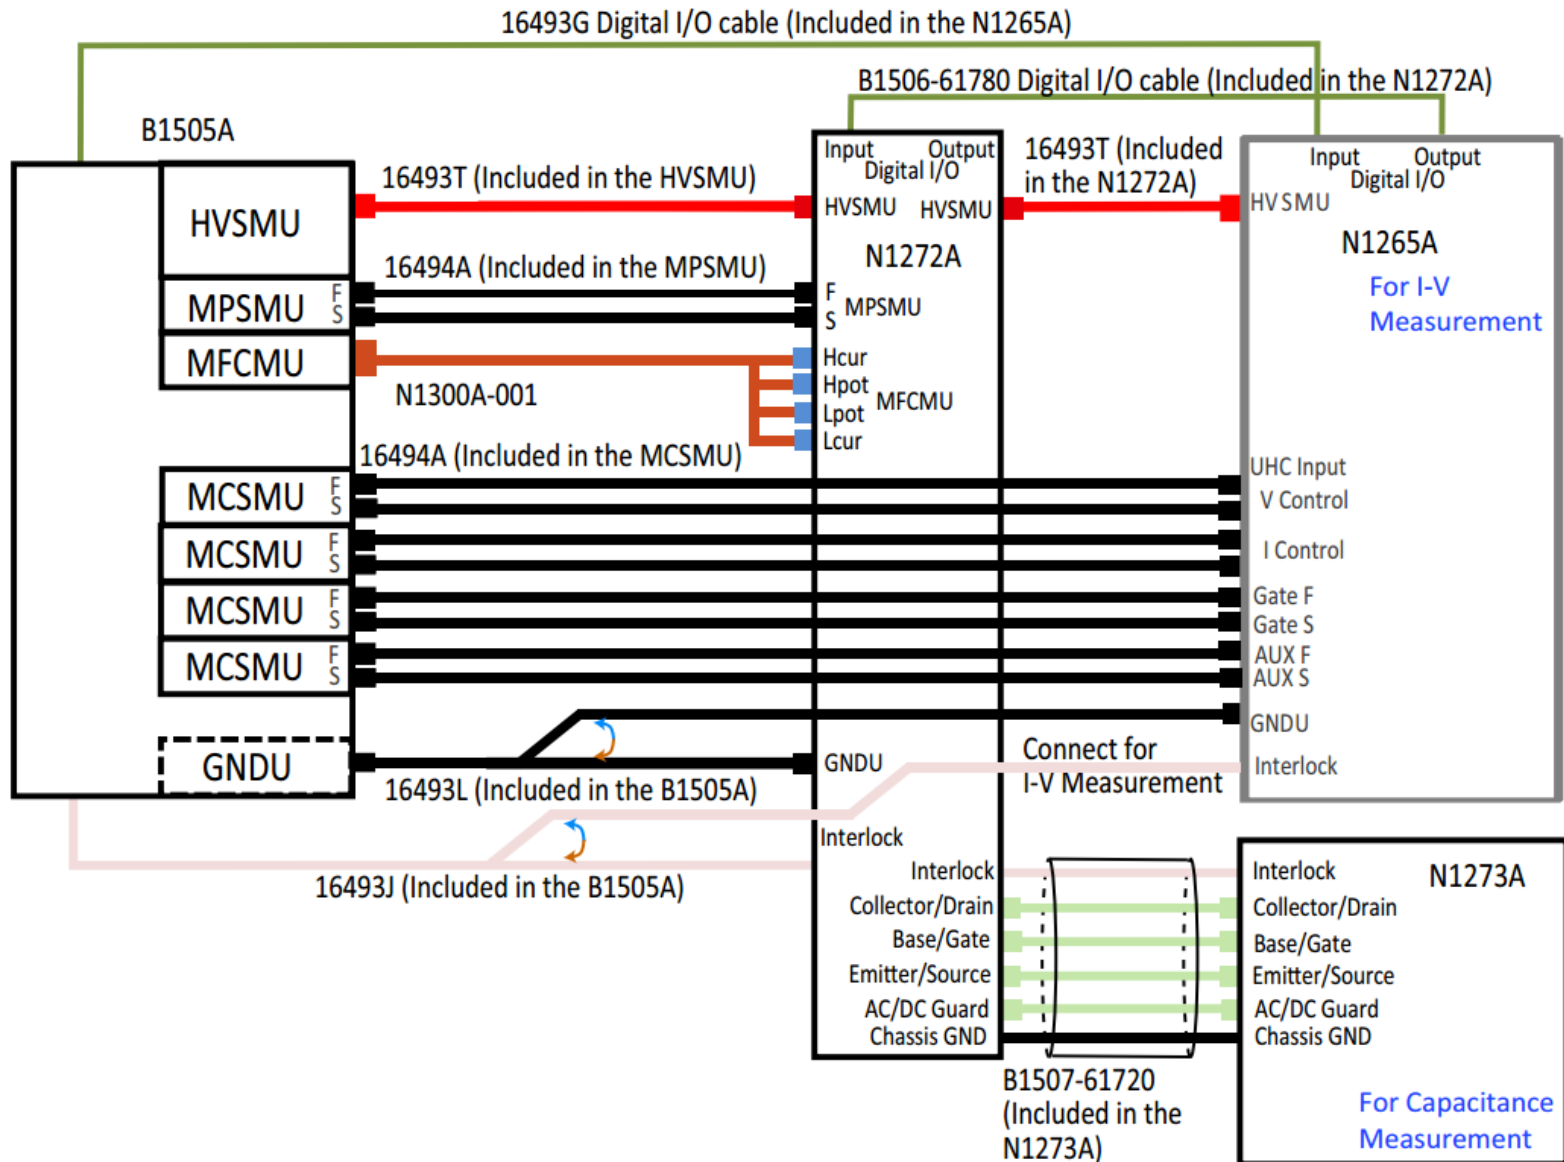 16493G Digital I/O cable (Included in the N1265A)
B1506-61780 Digital I/O cable (Included in the N1272A)
B1505A
HVSMU
MPSMU F
S
MFCMU
MCSMU F
S
MCSMU F
S
MCSMU F
S
MCSMU F
S
GNDU
16493T (Included in the HVSMU)
16494A (Included in the MPSMU)
N1300A-001
16494A (Included in the MCSMU)
16493L (Included in the B1505A)
16493J (Included in the B1505A)
Input Output
Digital I/O
HVSMU HVSMU
N1272A
F
MPSMU
S
Hcur
Hpot
MFCMU
Lpot
Lcur
GNDU
Interlock
Interlock
Collector/Drain
Base/Gate
Emitter/Source
AC/DC Guard
Chassis GND
16493T (Included
in the N1272A)
Connect for
I-V Measurement
B1507-61720
(Included in the
N1273A)
Input Output
Digital I/O
HVSMU
N1265A
For I-V
Measurement
UHC Input
V Control
I Control
Gate F
Gate S
AUX F
AUX S
GNDU
Interlock
Interlock N1273A
Collector/Drain
Base/Gate
Emitter/Source
AC/DC Guard
Chassis GND
For Capacitance
Measurement